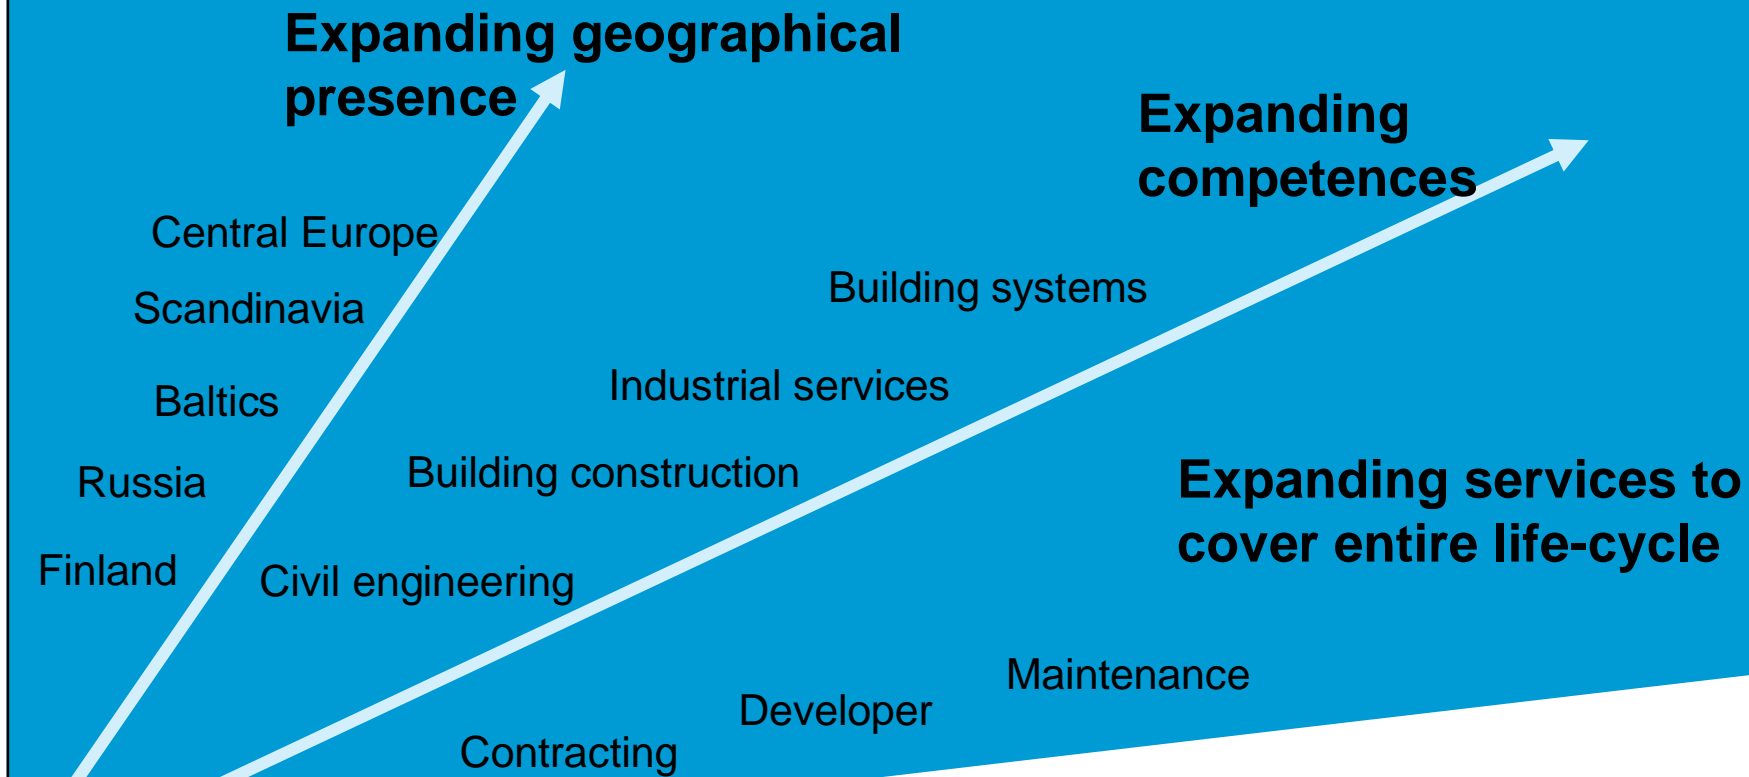 Expanding geographical
presence
Expanding
competences
Central Europe
Building systems
Scandinavia
Industrial services
Baltics
Building construction
Russia
Expanding services to
cover entire life-cycle
Finland
Civil engineering
Maintenance
Developer
Contracting